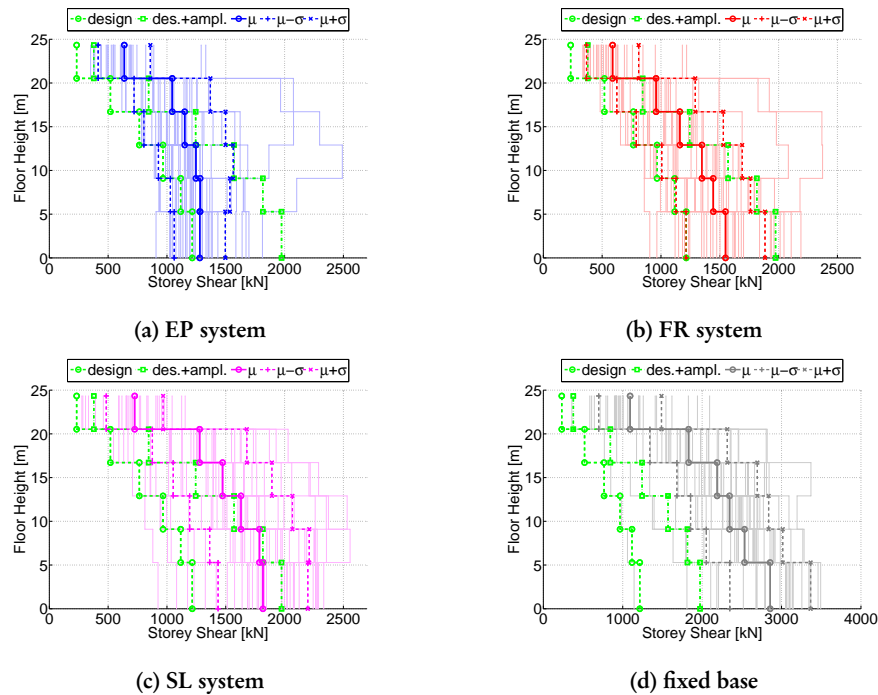 design des.+ampl. μ μ−σ μ+σ
25
20
15
10
5
0
Floor Height [m]
0 500 1000 1500 2000 2500
Storey Shear [kN]
(a) EP system
design des.+ampl. μ μ−σ μ+σ
25
20
15
10
5
0
Floor Height [m]
0 500 1000 1500 2000 2500
Storey Shear [kN]
(b) FR system
design des.+ampl. μ μ−σ μ+σ
25
20
15
10
5
0
Floor Height [m]
0 500 1000 1500 2000 2500
Storey Shear [kN]
(c) SL system
design des.+ampl. μ μ−σ μ+σ
25
20
15
10
5
0
Floor Height [m]
0 1000 2000 3000 4000
Storey Shear [kN]
(d) fixed base